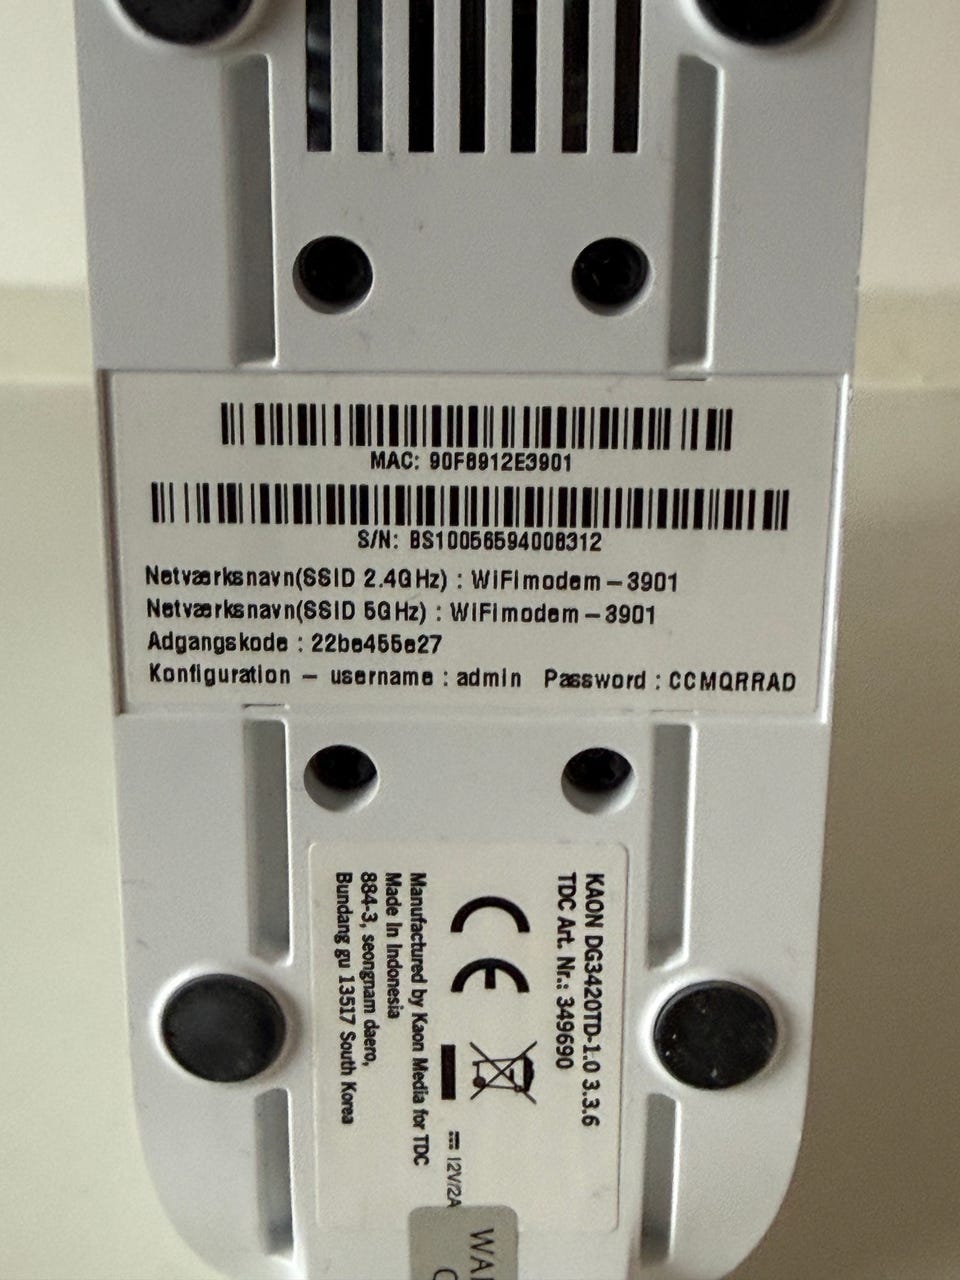 MAC: 90F8912E3901
S/N: BS10056594008312
Netværksnavn(SSID 2.4GHz) : WiFimodem-3901
Netværksnavn(SSID 5GHz) : WiFimodem-3901
Adgangskode : 22be455e27
Konfiguration - username : admin Password : CCMQRRAD
KAON DG3420TD-1.0 3.3.6
TDC Art. Nr.: 349690
CE
12V/2A
Manufactured by Kaon Media for TDC
Made In Indonesia
884-3, seongnam daero,
Bundang gu 13517 South Korea